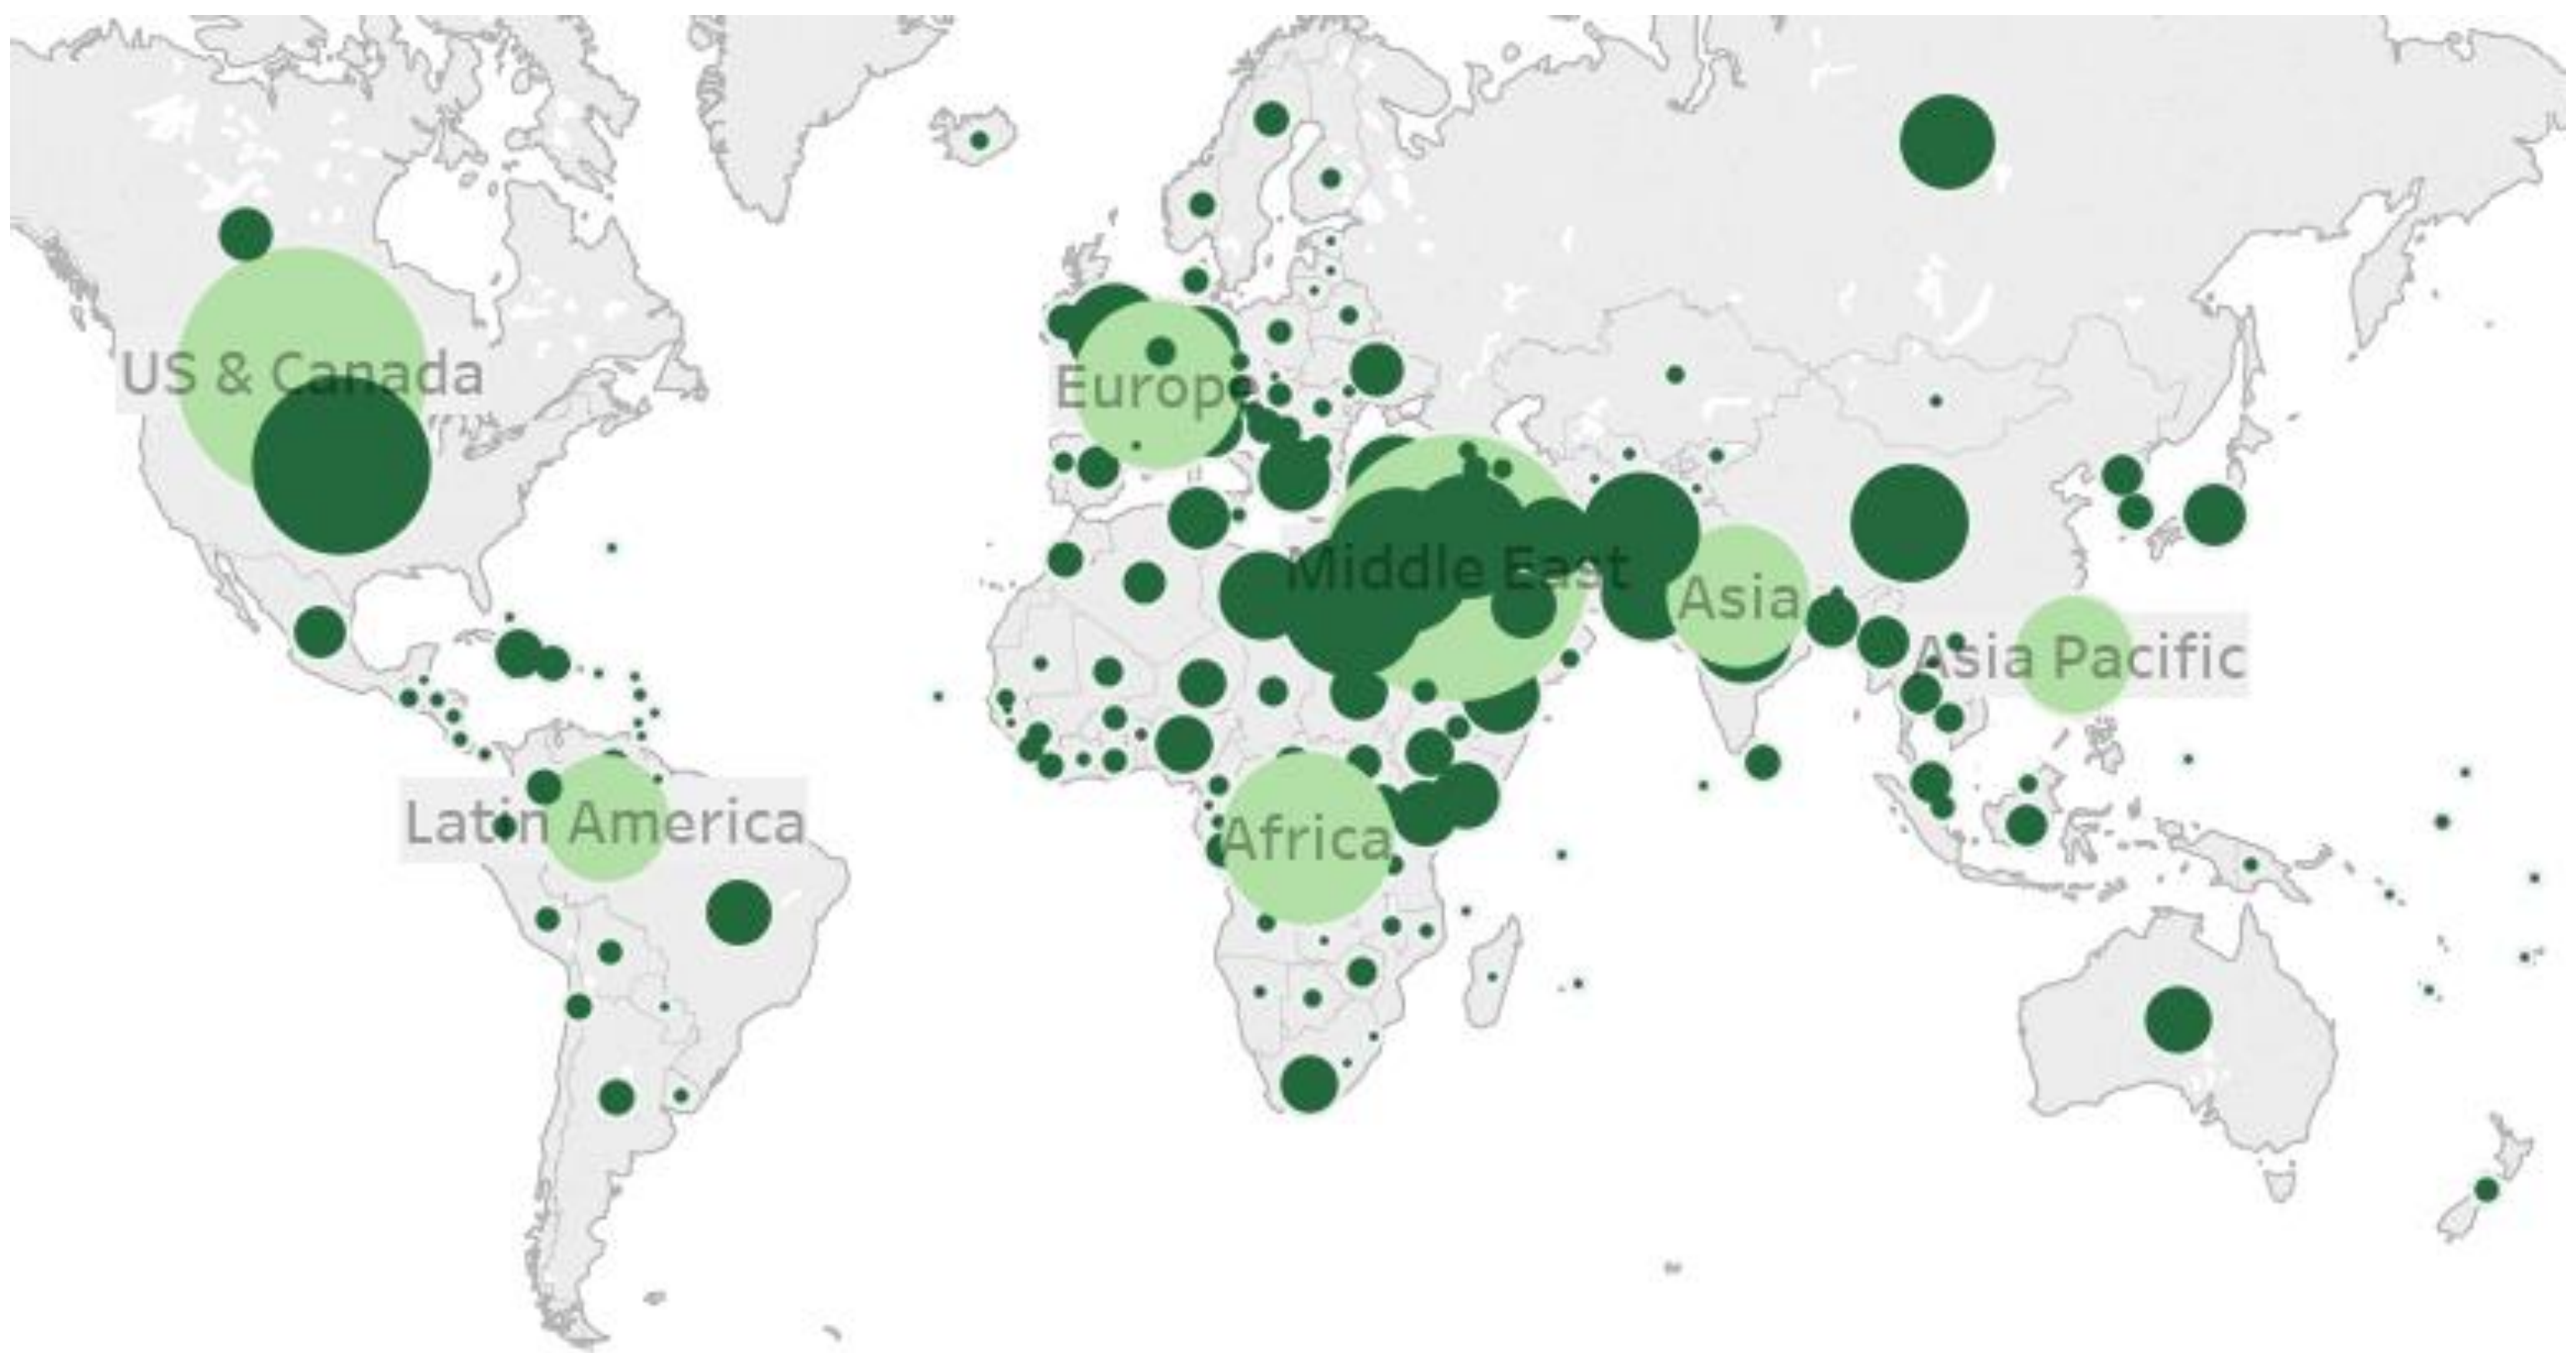 US & Canada
Europe
Middle East
Asia
Asia Pacific
Latin America
Africa